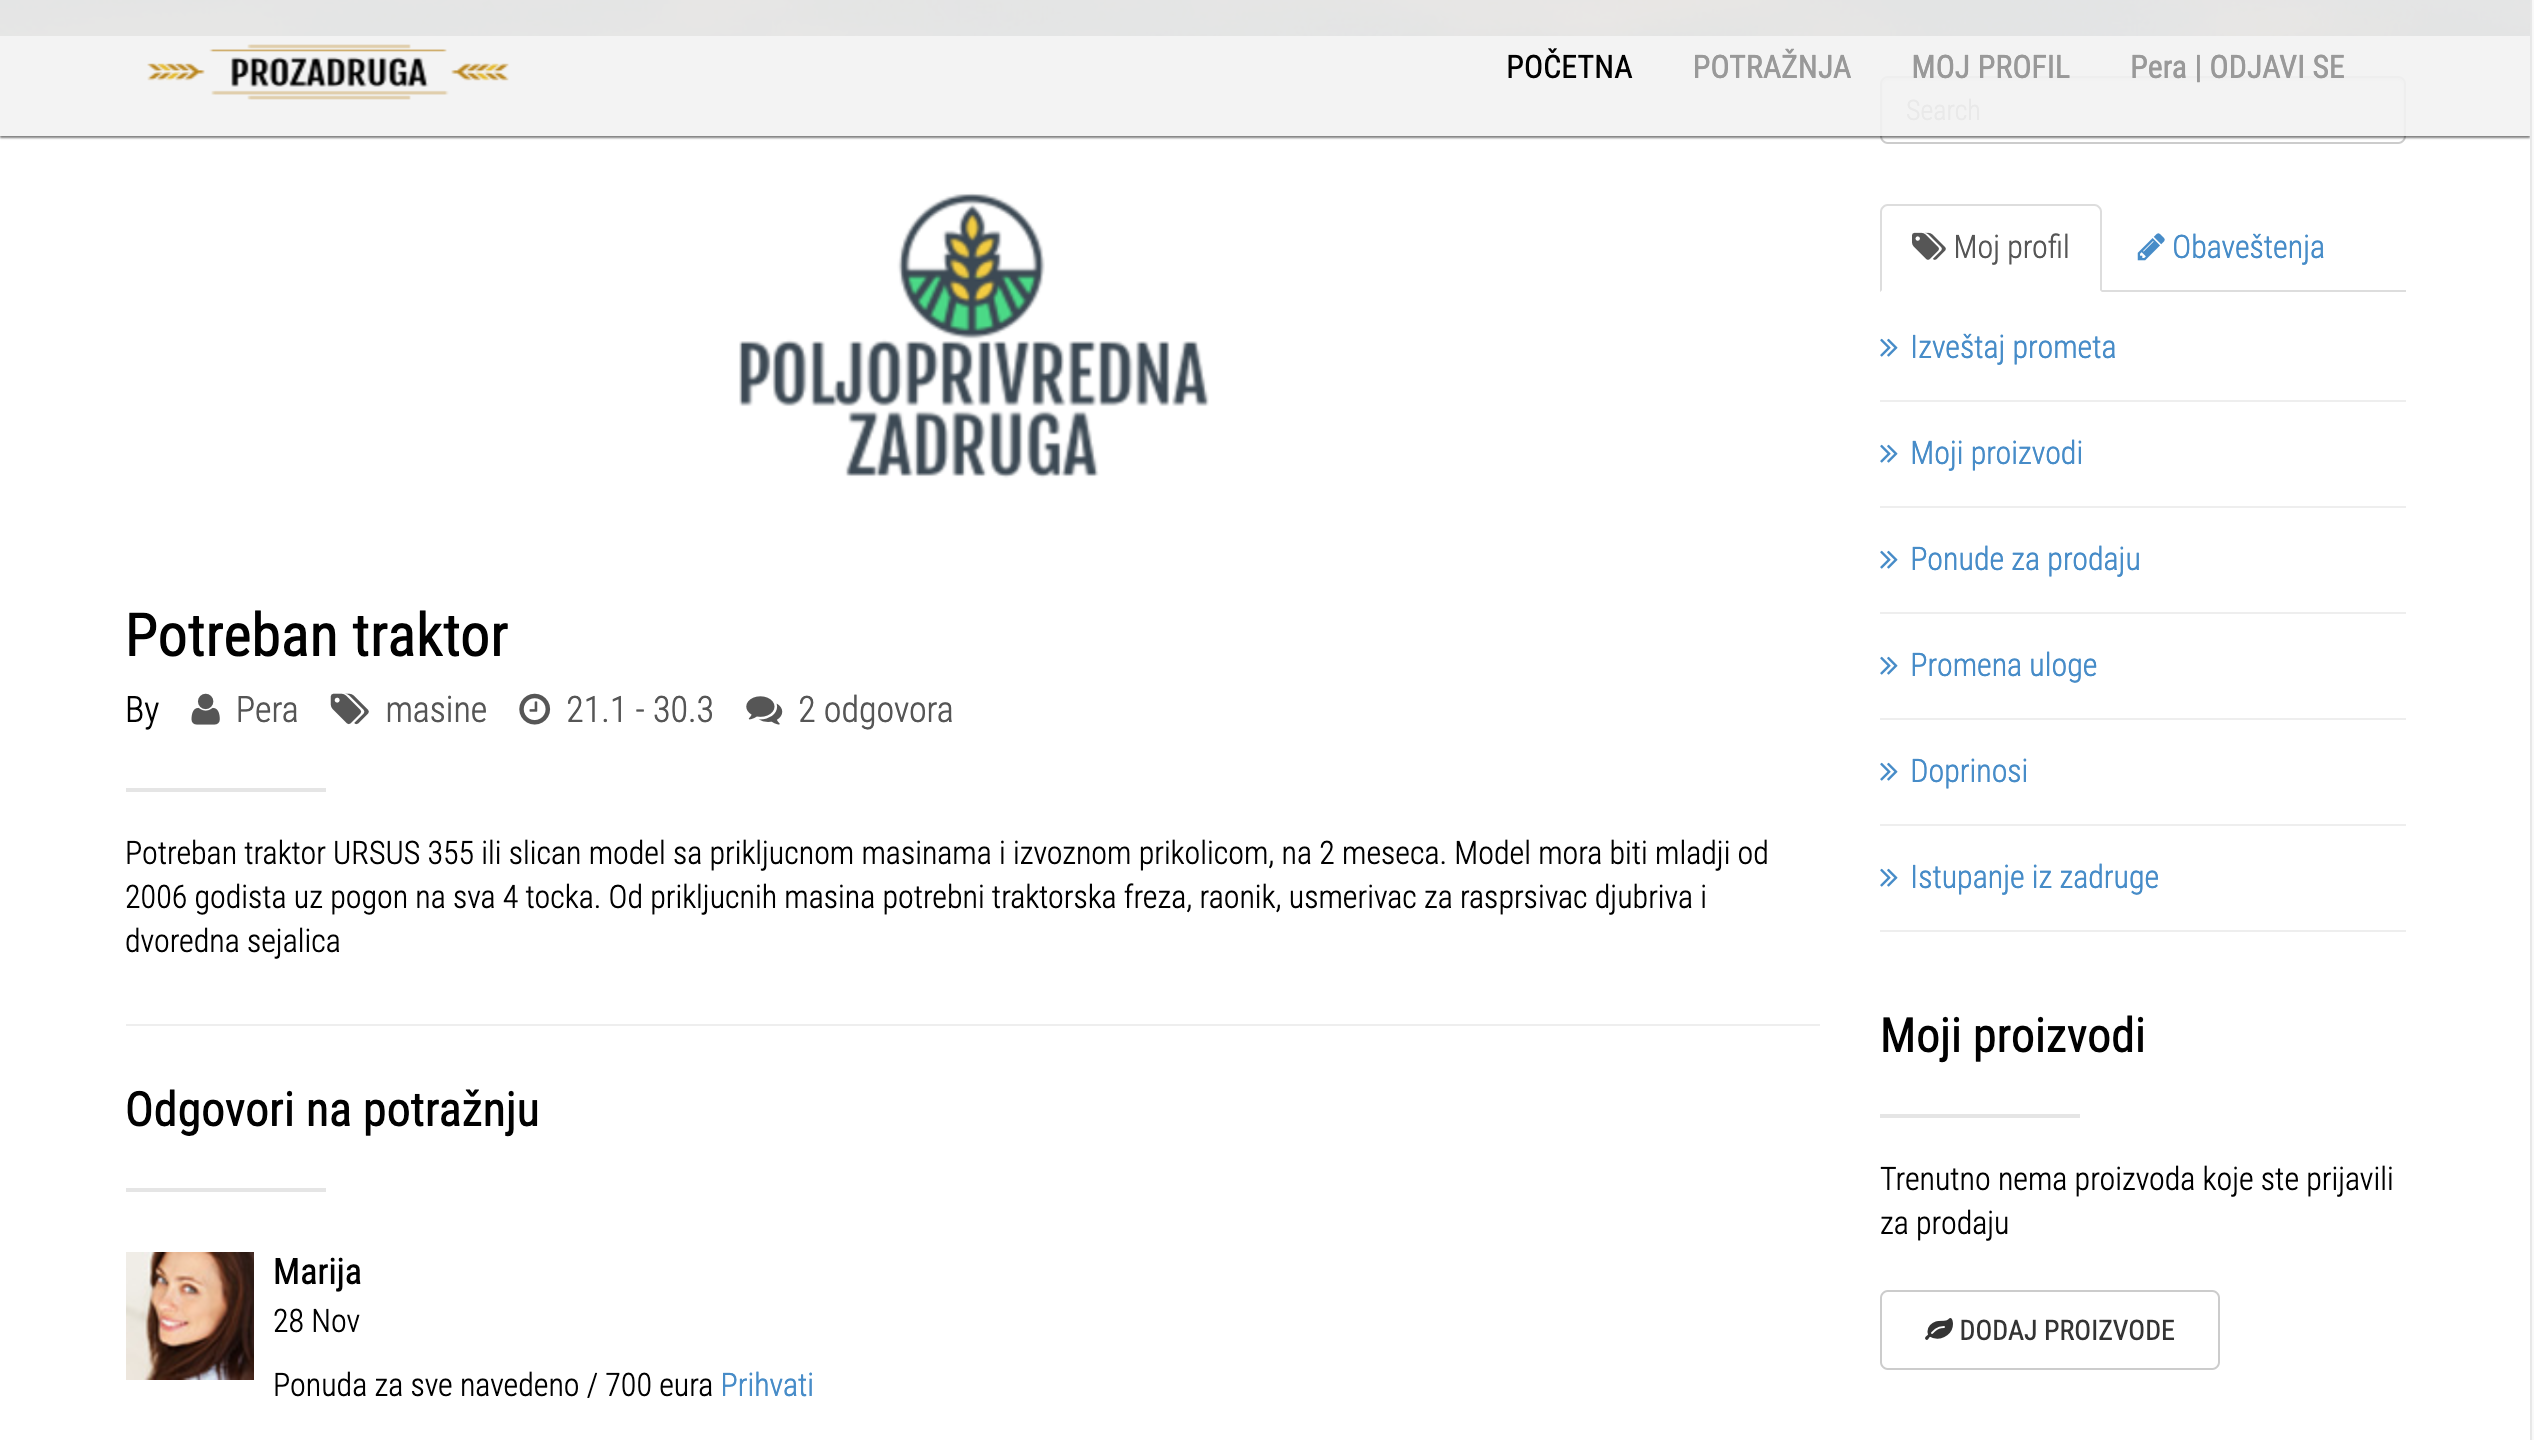 PROZADRUGA
POČETNA
POTRAŽNJA
MOJ PROFIL
Pera | ODJAVI SE
Search
POLJOPRIVREDNA
ZADRUGA
Potreban traktor
By Pera masine 21.1 - 30.3 2 odgovora
Potreban traktor URSUS 355 ili slican model sa prikljucnom masinama i izvoznom prikolicom, na 2 meseca. Model mora biti mladji od
2006 godista uz pogon na sva 4 tocka. Od prikljucnih masina potrebni traktorska freza, raonik, usmerivac za rasprsivac djubriva i
dvoredna sejalica
Odgovori na potražnju
Marija
28 Nov
Ponuda za sve navedeno / 700 eura Prihvati
Moj profil
Obaveštenja
Izveštaj prometa
Moji proizvodi
Ponude za prodaju
Promena uloge
Doprinosi
Istupanje iz zadruge
Moji proizvodi
Trenutno nema proizvoda koje ste prijavili
za prodaju
DODAJ PROIZVODE